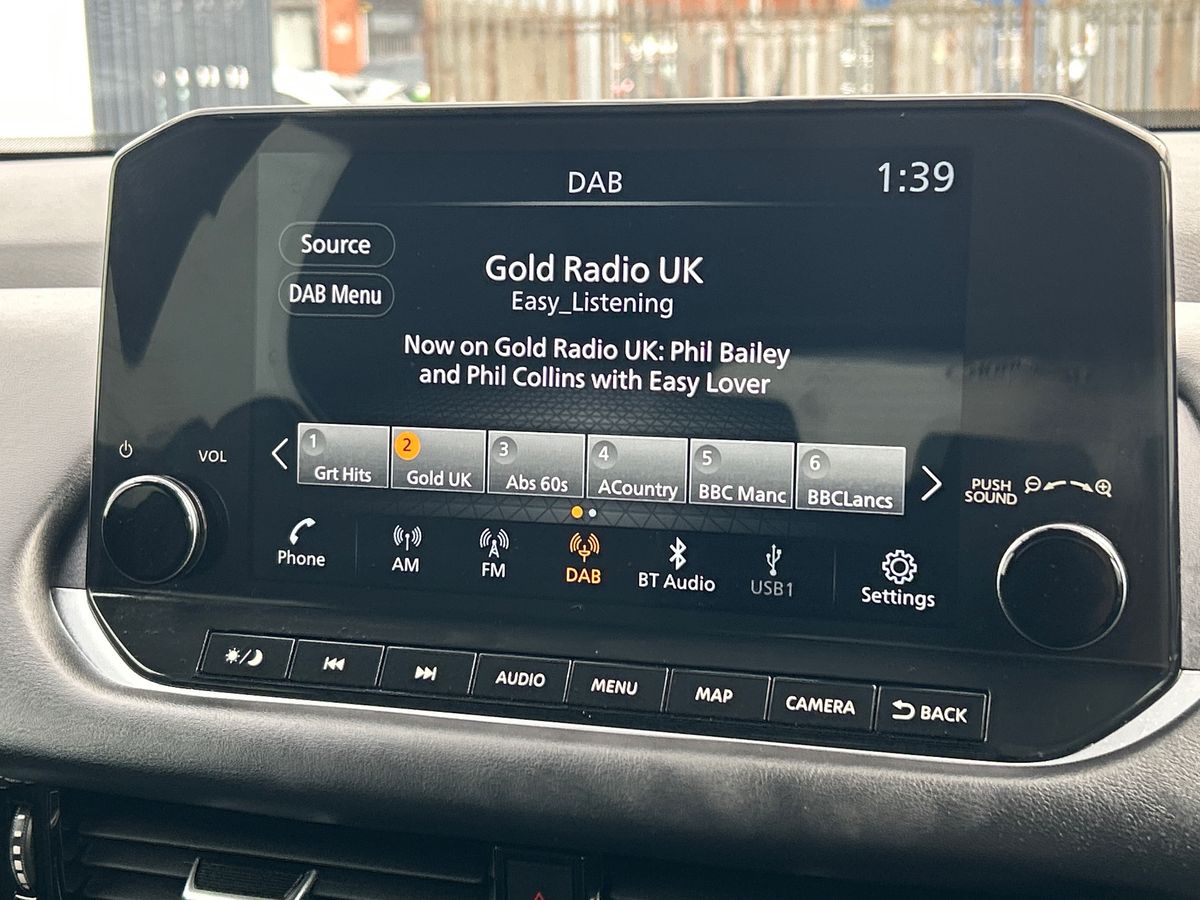 DAB
1:39
Source
DAB Menu
Gold Radio UK
Easy_Listening
Now on Gold Radio UK: Phil Bailey
and Phil Collins with Easy Lover
VOL
1
Grt Hits
2
Gold UK
3
Abs 60s
4
ACountry
5
BBC Manc
6
BBCLancs
PUSH
SOUND
Phone
AM
FM
DAB
BT Audio
USB1
Settings
AUDIO
MENU
MAP
CAMERA
BACK